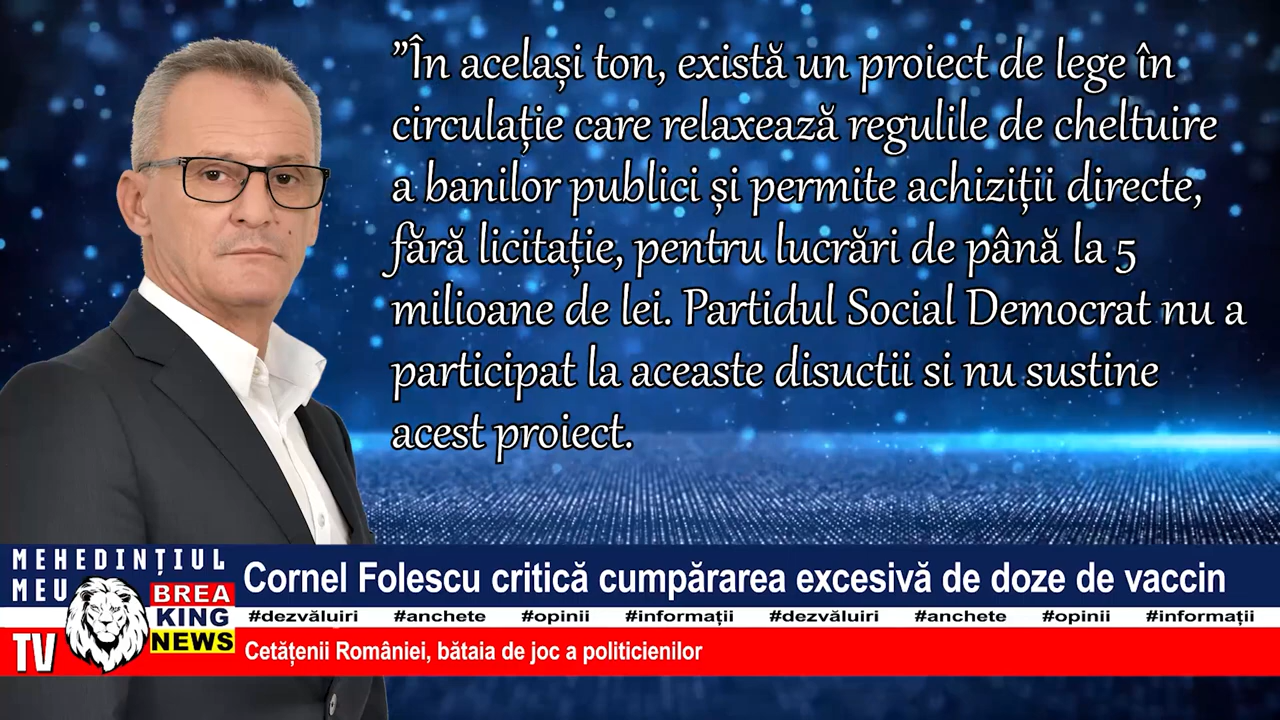 ”În același ton, există un proiect de lege în
circulație care relaxează regulile de cheltuire
a banilor publici și permite achiziții directe,
fără licitație, pentru lucrări de până la 5
milioane de lei. Partidul Social Democrat nu a
participat la aceaste disuctii si nu sustine
acest proiect.
MEHEDINȚIUL
MEU
BREA
KING
NEWS
TV
Cornel Folescu critică cumpărarea excesivă de doze de vaccin
#dezvăluiri #anchete #opinii #informații #dezvăluiri #anchete #opinii #informații
Cetățenii României, bătaia de joc a politicienilor